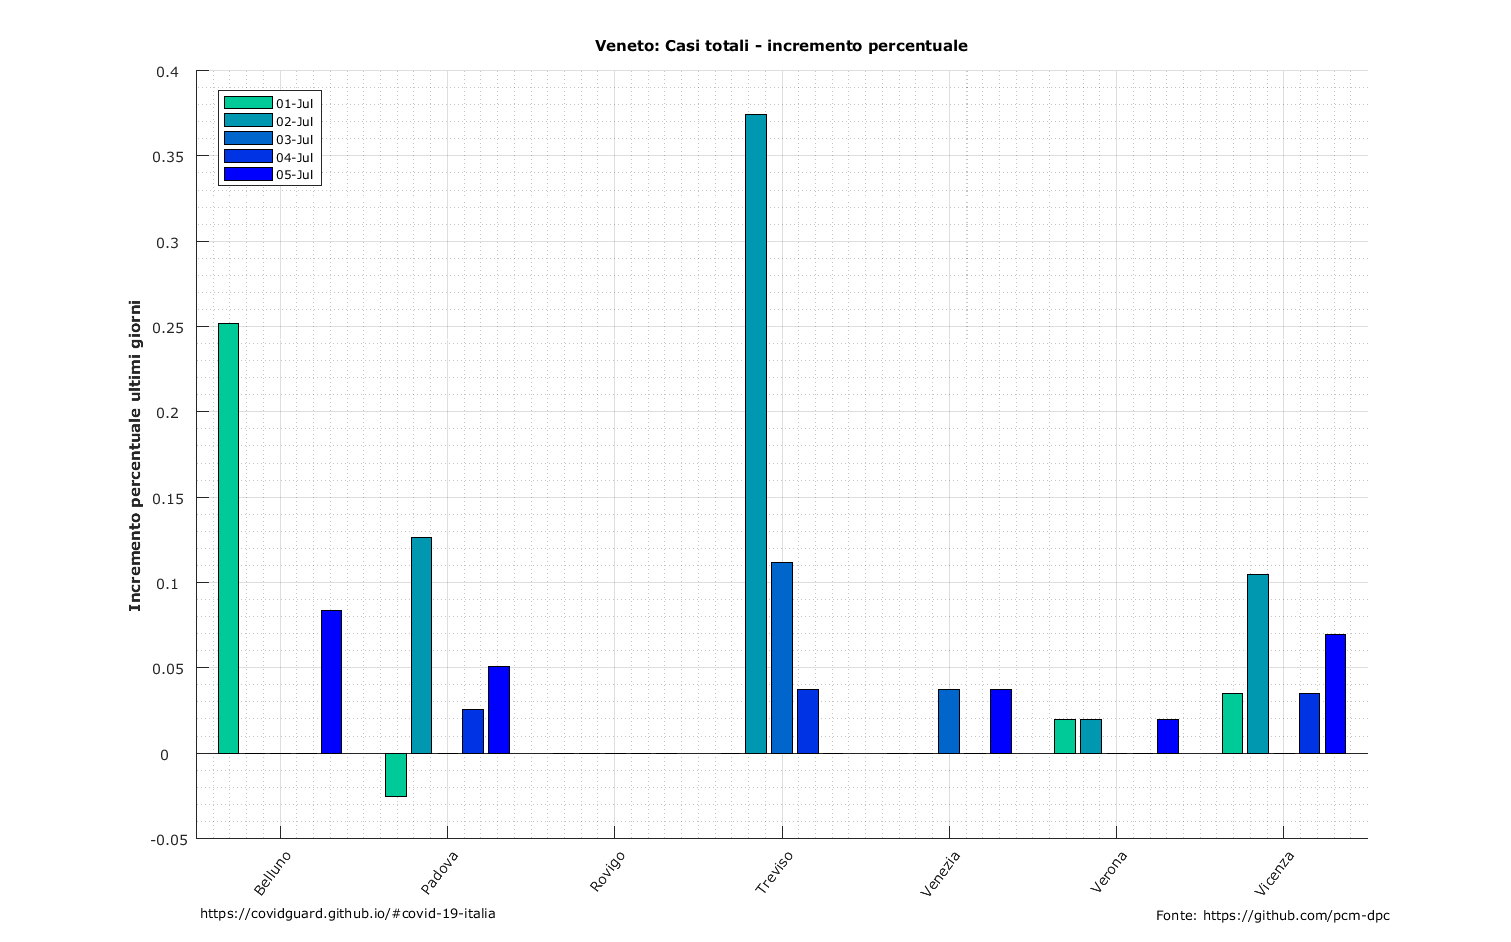 Veneto: Casi totali - incremento percentuale
0.4
0.35
0.3
0.25
0.2
0.15
0.1
0.05
0
-0.05
Incremento percentuale ultimi giorni
01-Jul
02-Jul
03-Jul
04-Jul
05-Jul
Belluno
Padova
Rovigo
Treviso
Venezia
Verona
Vicenza
https://covidguard.github.io/#covid-19-italia
Fonte: https://github.com/pcm-dpc